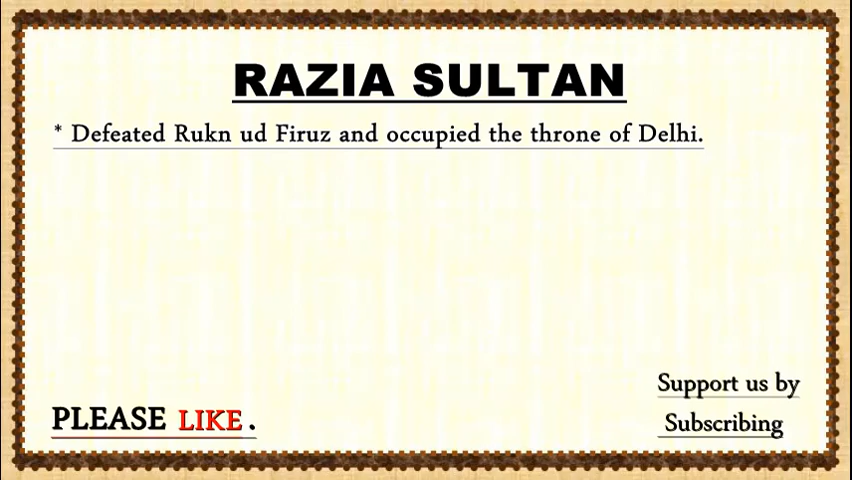 RAZIA SULTAN
* Defeated Rukn ud Firuz and occupied the throne of Delhi.
Support us by
Subscribing
PLEASE LIKE.